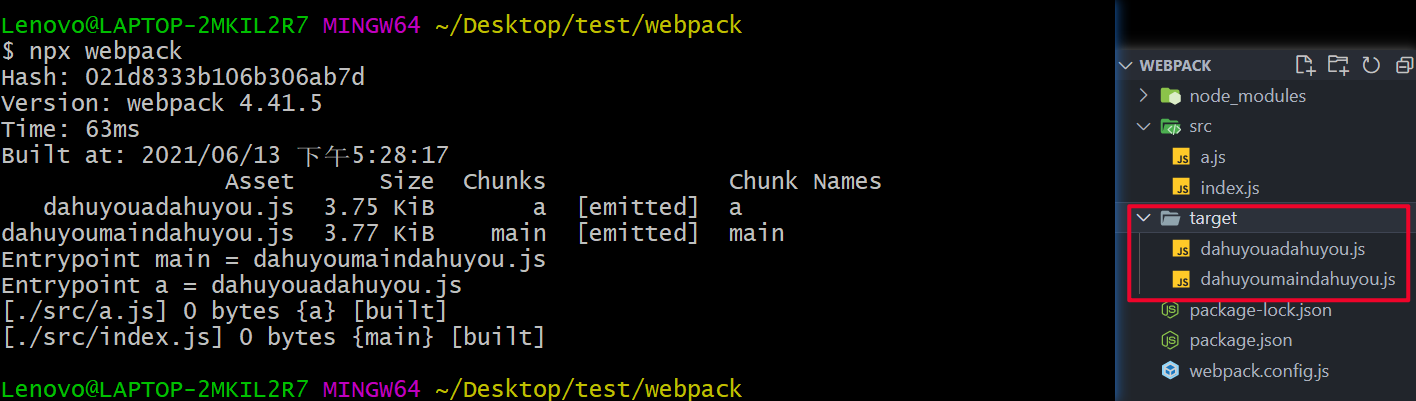 Lenovo@LAPTOP-2MKIL2R7 MINGW64 ~/Desktop/test/webpack
$ npx webpack
Hash: 021d8333b106b306ab7d
Version: webpack 4.41.5
Time: 63ms
Built at: 2021/06/13 下午5:28:17
Asset Size Chunks Chunk Names
dahuyouadahuyou.js 3.75 KiB a [emitted] a
dahuyoumaindahuyou.js 3.77 KiB main [emitted] main
Entrypoint main = dahuyoumaindahuyou.js
Entrypoint a = dahuyouadahuyou.js
[./src/a.js] 0 bytes {a} [built]
[./src/index.js] 0 bytes {main} [built]
Lenovo@LAPTOP-2MKIL2R7 MINGW64 ~/Desktop/test/webpack
WEBPACK
node_modules
src
JS a.js
JS index.js
target
JS dahuyouadahuyou.js
JS dahuyoumaindahuyou.js
package-lock.json
package.json
webpack.config.js